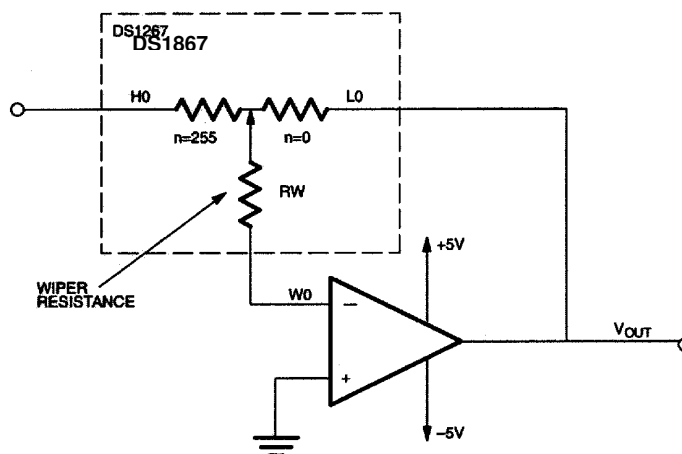 DS1267
DS1867
H0
L0
n=255
n=0
RW
WIPER
RESISTANCE
W0
+5V
−
+
VOUT
−5V